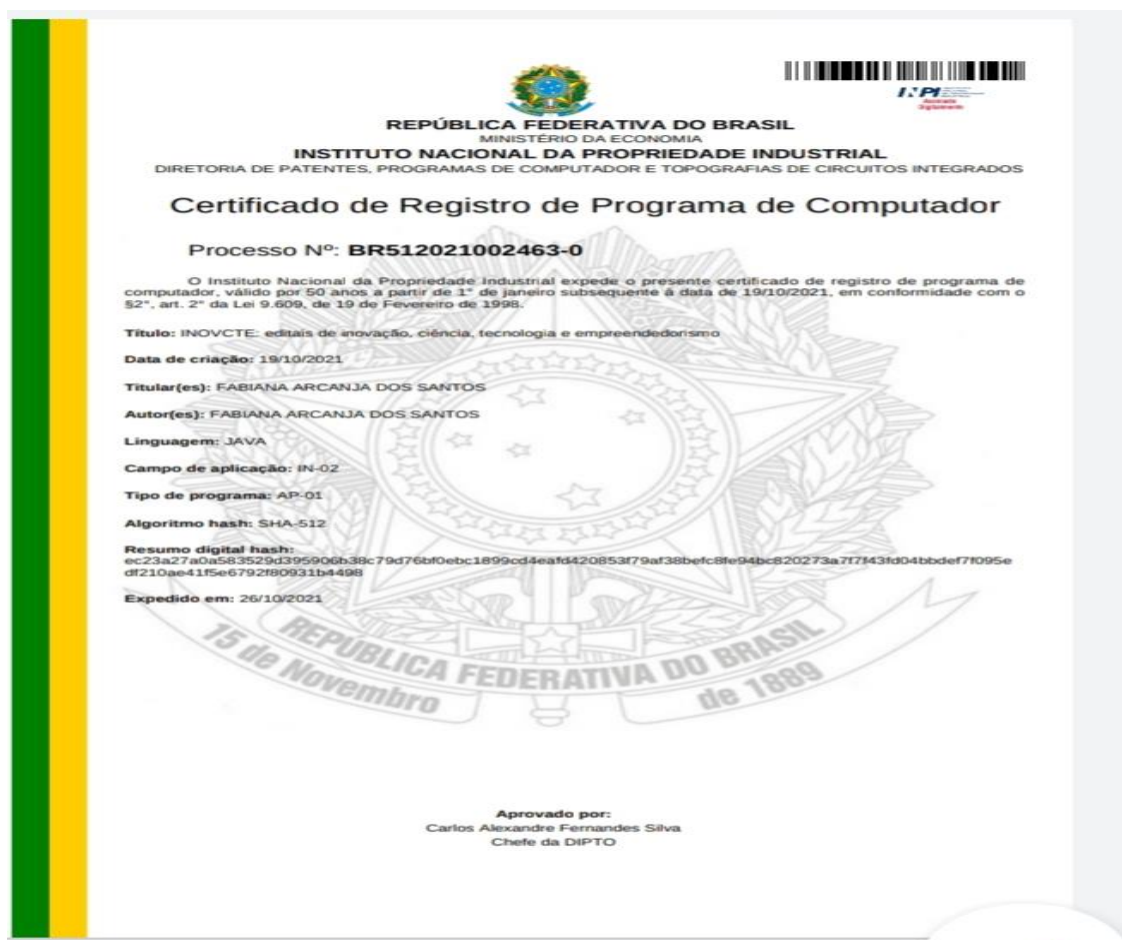 INPI
REPÚBLICA FEDERATIVA DO BRASIL
MINISTÉRIO DA ECONOMIA
INSTITUTO NACIONAL DA PROPRIEDADE INDUSTRIAL
DIRETORIA DE PATENTES, PROGRAMAS DE COMPUTADOR E TOPOGRAFIAS DE CIRCUITOS INTEGRADOS
Certificado de Registro de Programa de Computador
Processo Nº: BR512021002463-0
O Instituto Nacional da Propriedade Industrial expede o presente certificado de registro de programa de
computador, válido por 50 anos a partir de 1° de janeiro subsequente à data de 19/10/2021, em conformidade com o
§2°, art. 2° da Lei 9.609, de 19 de Fevereiro de 1998.
Título: INOVCTE: editais de inovação, ciência, tecnologia e empreendedorismo
Data de criação: 19/10/2021
Titular(es): FABIANA ARCANJA DOS SANTOS
Autor(es): FABIANA ARCANJA DOS SANTOS
Linguagem: JAVA
Campo de aplicação: IN-02
Tipo de programa: AP-01
Algoritmo hash: SHA-512
Resumo digital hash:
ec23a27a0a583529d395906b38c79d76bf0ebc1899cd4eafd420853f79af38befc8fe94bc820273a7f7f43fd04bbdef7f095e
df210ae41f5e6792f80931b4498
Expedido em: 26/10/2021
15 de Novembro
REPÚBLICA FEDERATIVA DO BRASIL
de 1889
Aprovado por:
Carlos Alexandre Fernandes Silva
Chefe da DIPTO